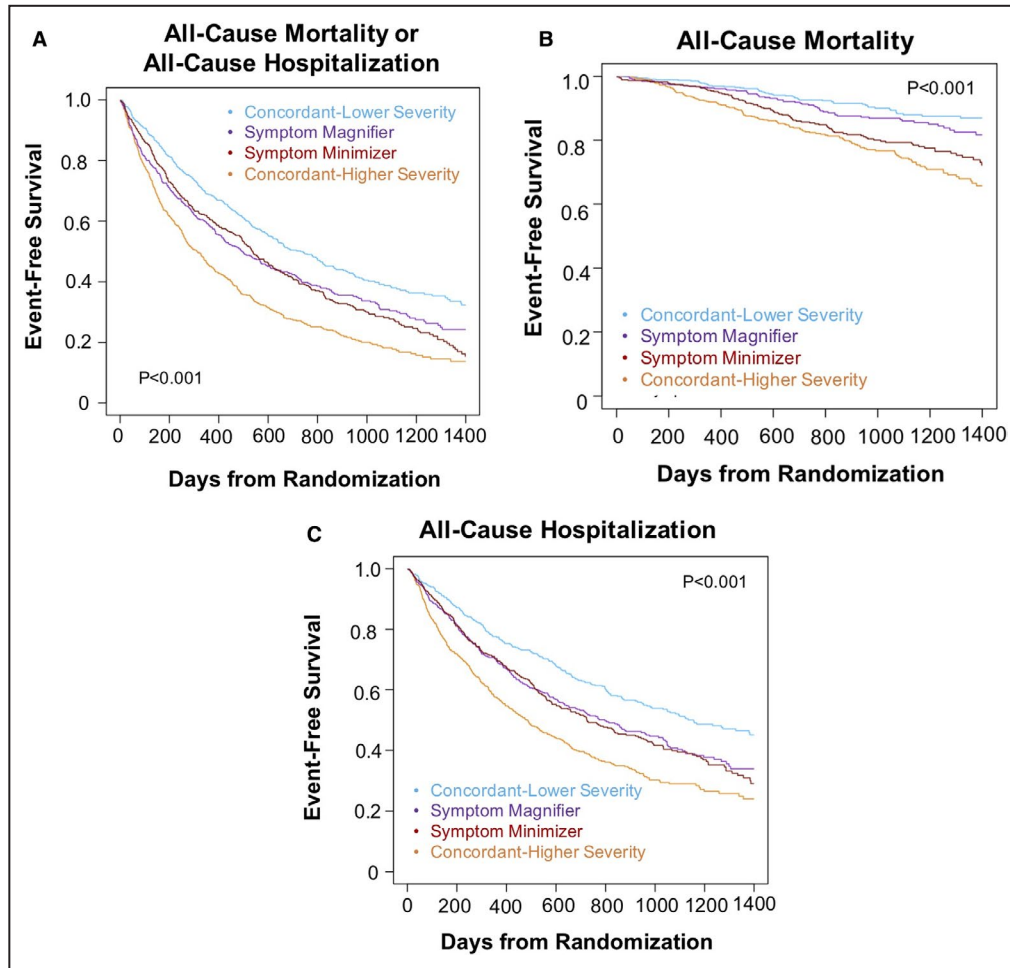 A
All-Cause Mortality or
All-Cause Hospitalization
Event-Free Survival
1.0
0.8
0.6
0.4
0.2
0
• Concordant-Lower Severity
• Symptom Magnifier
• Symptom Minimizer
• Concordant-Higher Severity
P<0.001
0 200 400 600 800 1000 1200 1400
Days from Randomization
B
All-Cause Mortality
Event-Free Survival
1.0
0.8
0.6
0.4
0.2
0
P<0.001
• Concordant-Lower Severity
• Symptom Magnifier
• Symptom Minimizer
• Concordant-Higher Severity
0 200 400 600 800 1000 1200 1400
Days from Randomization
C
All-Cause Hospitalization
Event-Free Survival
1.0
0.8
0.6
0.4
0.2
0
P<0.001
• Concordant-Lower Severity
• Symptom Magnifier
• Symptom Minimizer
• Concordant-Higher Severity
0 200 400 600 800 1000 1200 1400
Days from Randomization